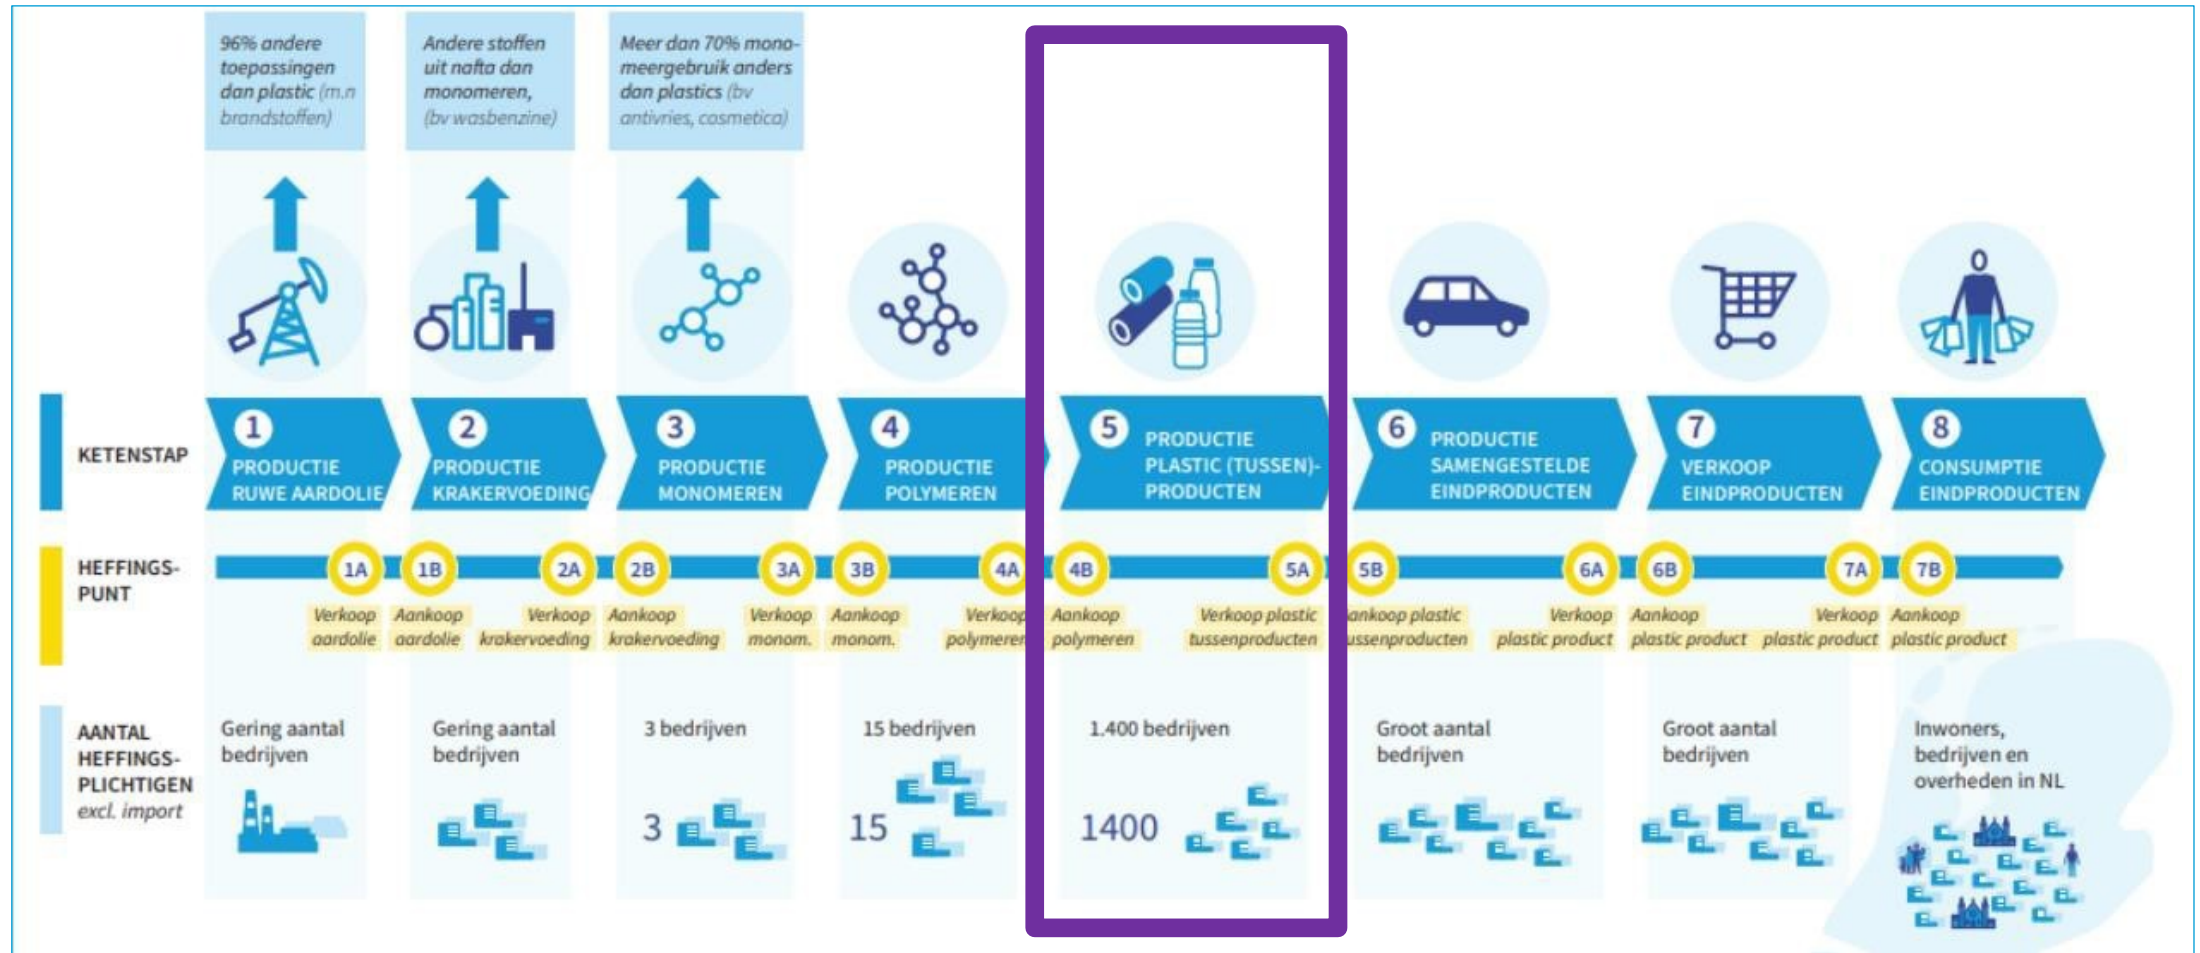 96% andere
toepassingen
dan plastic (m.n
brandstoffen)
Andere stoffen
uit nafta dan
monomeren,
(bv wasbenzine)
Meer dan 70% mono-
meergebruik anders
dan plastics (bv
antivries, cosmetica)
KETENSTAP
1
PRODUCTIE
RUWE AARDOLIE
2
PRODUCTIE
KRAKERVOEDING
3
PRODUCTIE
MONOMEREN
4
PRODUCTIE
POLYMEREN
5
PRODUCTIE
PLASTIC (TUSSEN)-
PRODUCTEN
6
PRODUCTIE
SAMENGESTELDE
EINDPRODUCTEN
7
VERKOOP
EINDPRODUCTEN
8
CONSUMPTIE
EINDPRODUCTEN
HEFFINGS-
PUNT
1A
Verkoop
aardolie
1B
Aankoop
aardolie
2A
Verkoop
krakervoeding
2B
Aankoop
krakervoeding
3A
Verkoop
monom.
3B
Aankoop
monom.
4A
Verkoop
polymeren
4B
Aankoop
polymeren
5A
Verkoop plastic
tussenproducten
5B
ankoop plastic
ussenproducten
6A
Verkoop
plastic product
6B
Aankoop
plastic product
7A
Verkoop
plastic product
7B
Aankoop
plastic product
AANTAL
HEFFINGS-
PLICHTIGEN
excl. import
Gering aantal
bedrijven
Gering aantal
bedrijven
3 bedrijven
3
15 bedrijven
15
1.400 bedrijven
1400
Groot aantal
bedrijven
Groot aantal
bedrijven
Inwoners,
bedrijven en
overheden in NL